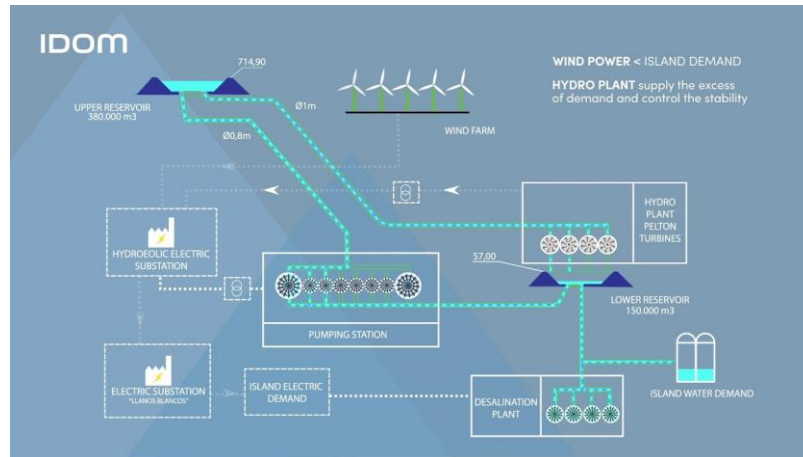 IDOM
714,90
UPPER RESERVOIR
380.000 m3
Ø1m
Ø0,8m
WIND FARM
WIND POWER < ISLAND DEMAND
HYDRO PLANT supply the excess
of demand and control the stability
HYDROEOLIC ELECTRIC
SUBSTATION
HYDRO
PLANT
PELTON
TURBINES
57,00
LOWER RESERVOIR
150.000 m3
PUMPING STATION
ELECTRIC SUBSTATION
"LLANOS BLANCOS"
ISLAND ELECTRIC
DEMAND
DESALINATION
PLANT
ISLAND WATER DEMAND